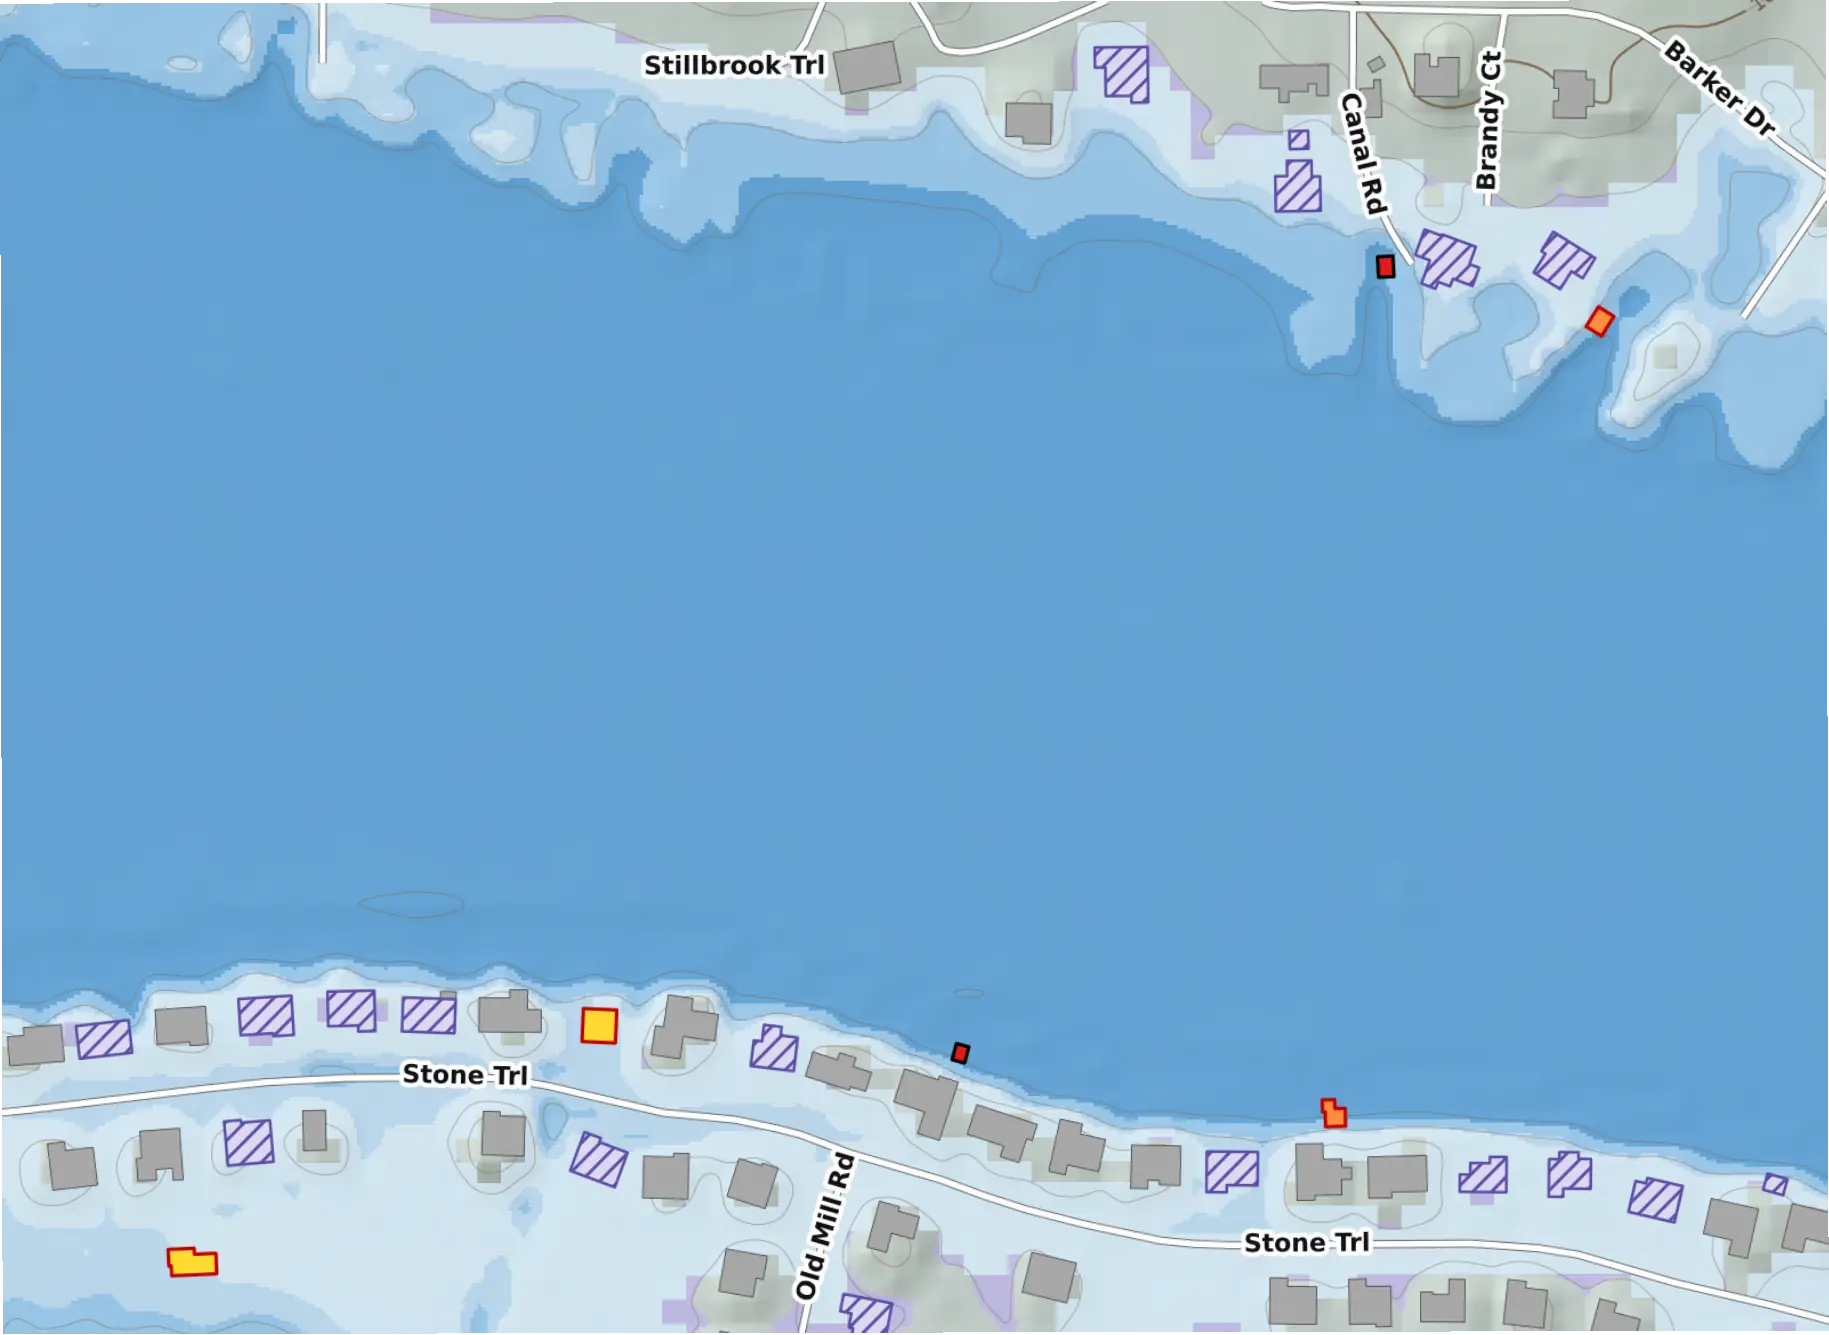 Stillbrook Trl
Canal Rd
Brandy Ct
Barker Dr
Stone Trl
Old Mill Rd
Stone Trl